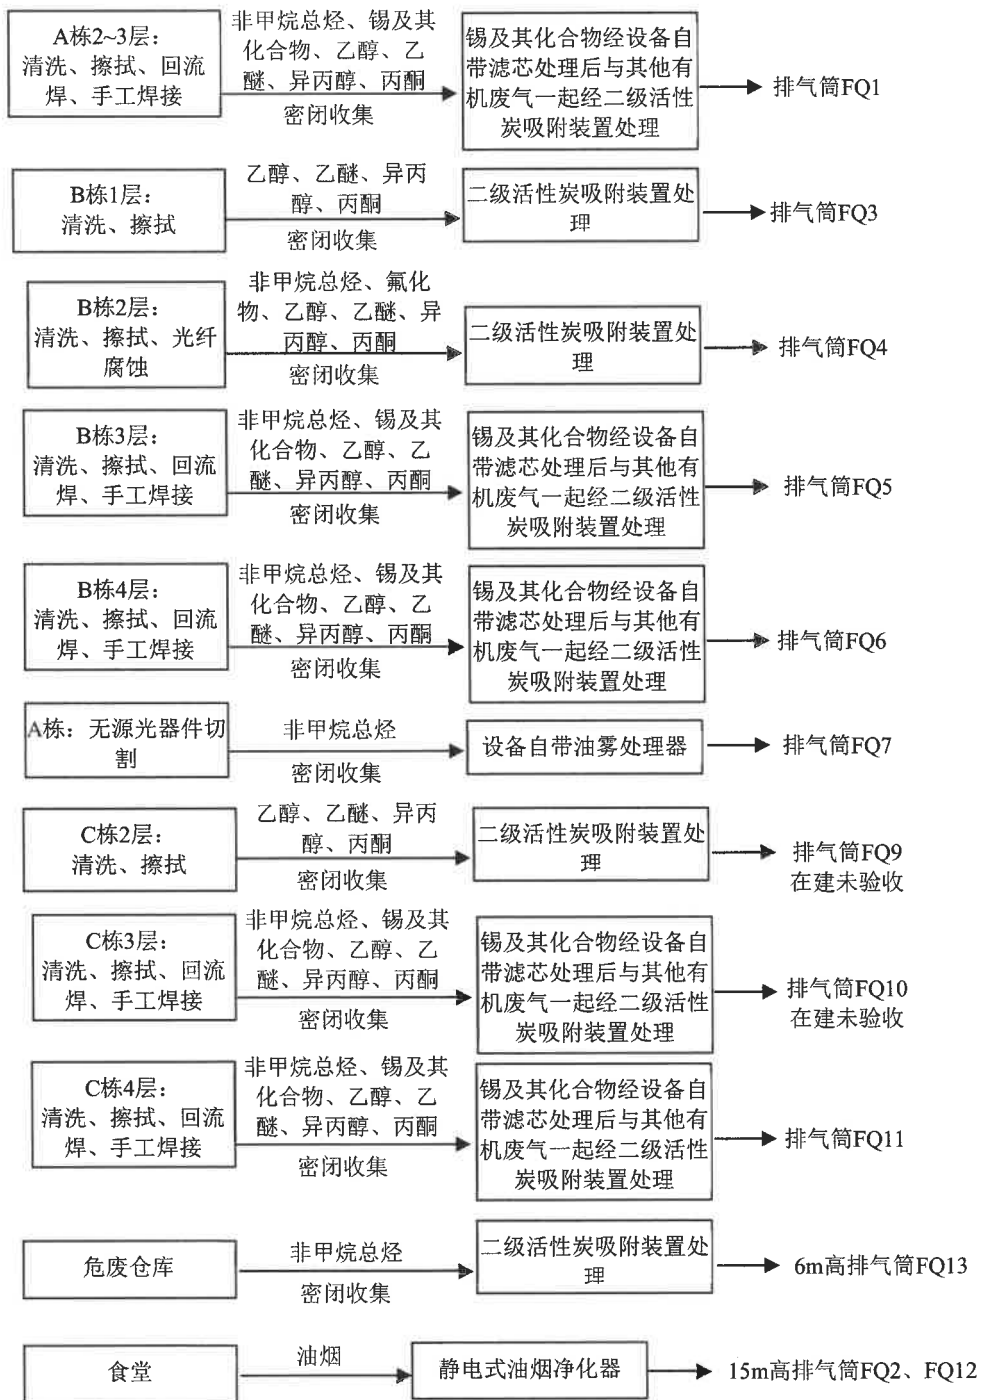 A栋2~3层：
清洗、擦拭、回流
焊、手工焊接
非甲烷总烃、锡及其
化合物、乙醇、乙
醚、异丙醇、丙酮
密闭收集
锡及其化合物经设备自
带滤芯处理后与其他有
机废气一起经二级活性
炭吸附装置处理
排气筒FQ1
B栋1层：
清洗、擦拭
乙醇、乙醚、异丙
醇、丙酮
密闭收集
二级活性炭吸附装置处
理
排气筒FQ3
B栋2层：
清洗、擦拭、光纤
腐蚀
非甲烷总烃、氟化
物、乙醇、乙醚、异
丙醇、丙酮
密闭收集
二级活性炭吸附装置处
理
排气筒FQ4
B栋3层：
清洗、擦拭、回流
焊、手工焊接
非甲烷总烃、锡及其
化合物、乙醇、乙
醚、异丙醇、丙酮
密闭收集
锡及其化合物经设备自
带滤芯处理后与其他有
机废气一起经二级活性
炭吸附装置处理
排气筒FQ5
B栋4层：
清洗、擦拭、回流
焊、手工焊接
非甲烷总烃、锡及其
化合物、乙醇、乙
醚、异丙醇、丙酮
密闭收集
锡及其化合物经设备自
带滤芯处理后与其他有
机废气一起经二级活性
炭吸附装置处理
排气筒FQ6
A栋：无源光器件切
割
非甲烷总烃
密闭收集
设备自带油雾处理器
排气筒FQ7
C栋2层：
清洗、擦拭
乙醇、乙醚、异丙
醇、丙酮
密闭收集
二级活性炭吸附装置处
理
排气筒FQ9
在建未验收
C栋3层：
清洗、擦拭、回流
焊、手工焊接
非甲烷总烃、锡及其
化合物、乙醇、乙
醚、异丙醇、丙酮
密闭收集
锡及其化合物经设备自
带滤芯处理后与其他有
机废气一起经二级活性
炭吸附装置处理
排气筒FQ10
在建未验收
C栋4层：
清洗、擦拭、回流
焊、手工焊接
非甲烷总烃、锡及其
化合物、乙醇、乙
醚、异丙醇、丙酮
密闭收集
锡及其化合物经设备自
带滤芯处理后与其他有
机废气一起经二级活性
炭吸附装置处理
排气筒FQ11
危废仓库
非甲烷总烃
密闭收集
二级活性炭吸附装置处
理
6m高排气筒FQ13
食堂
油烟
静电式油烟净化器
15m高排气筒FQ2、FQ12